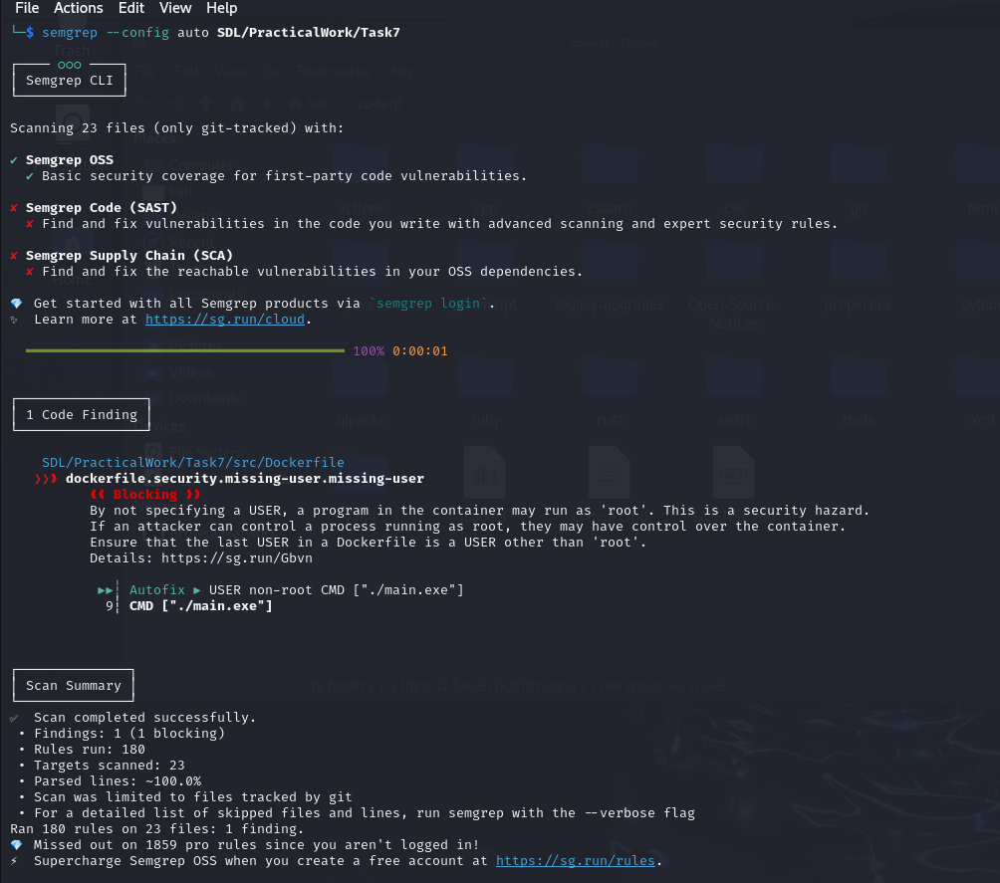 File Actions Edit View Help
└─$ semgrep --config auto SDL/PracticalWork/Task7
┌──── ○○○ ────┐
│ Semgrep CLI │
└─────────────┘
Scanning 23 files (only git-tracked) with:
✔ Semgrep OSS
✔ Basic security coverage for first-party code vulnerabilities.
✘ Semgrep Code (SAST)
✘ Find and fix vulnerabilities in the code you write with advanced scanning and expert security rules.
✘ Semgrep Supply Chain (SCA)
✘ Find and fix the reachable vulnerabilities in your OSS dependencies.
💎 Get started with all Semgrep products via `semgrep login`.
✨ Learn more at https://sg.run/cloud.
100% 0:00:01
┌────────────────┐
│ 1 Code Finding │
└────────────────┘
SDL/PracticalWork/Task7/src/Dockerfile
❯❯❱ dockerfile.security.missing-user.missing-user
❰❰ Blocking ❱❱
By not specifying a USER, a program in the container may run as 'root'. This is a security hazard.
If an attacker can control a process running as root, they may have control over the container.
Ensure that the last USER in a Dockerfile is a USER other than 'root'.
Details: https://sg.run/Gbvn
▶▶┆ Autofix ▶ USER non-root CMD ["./main.exe"]
9┆ CMD ["./main.exe"]
┌──────────────┐
│ Scan Summary │
└──────────────┘
✅ Scan completed successfully.
• Findings: 1 (1 blocking)
• Rules run: 180
• Targets scanned: 23
• Parsed lines: ~100.0%
• Scan was limited to files tracked by git
• For a detailed list of skipped files and lines, run semgrep with the --verbose flag
Ran 180 rules on 23 files: 1 finding.
💎 Missed out on 1859 pro rules since you aren't logged in!
⚡ Supercharge Semgrep OSS when you create a free account at https://sg.run/rules.